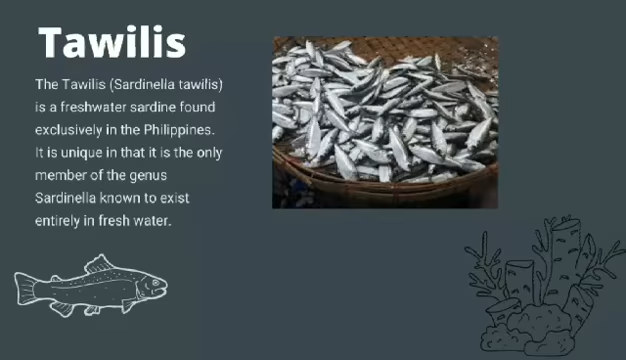 Tawilis
The Tawilis (Sardinella tawilis)
is a freshwater sardine found
exclusively in the Philippines.
It is unique in that it is the only
member of the genus
Sardinella known to exist
entirely in fresh water.